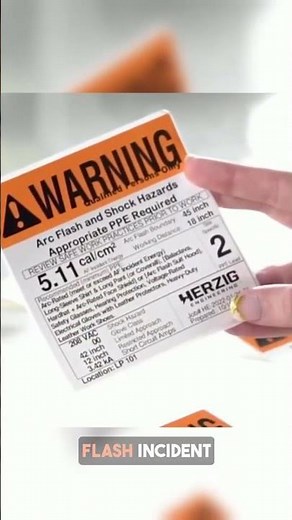 WARNING
Qualified Persons Only
Arc Flash and Shock Hazards
Appropriate PPE Required
REVIEW SAFE WORK PRACTICES PRIOR TO WORK
5.11 cal/cm²
Arc Flash Boundary 45 inch
Working Distance 18 inch
2
Long Sleeve Shirt & Long Pant (or Coverall), (Balaclava,
Hardhat + Arc-Rated Face Shield) or (Arc Flash Suit Hood),
Safety Glasses, Hearing Protection, Voltage-Rated
Electrical Gloves with Leather Protectors, Heavy-Duty
Leather Work Shoes
HERZIG
ENGINEERING
208 VAC Shock Hazard
00 Glove Class
42 inch Limited Approach
12 inch Restricted Approach
3.42 kA Short Circuit Amps
Location: LP 101
FLASH INCIDENT